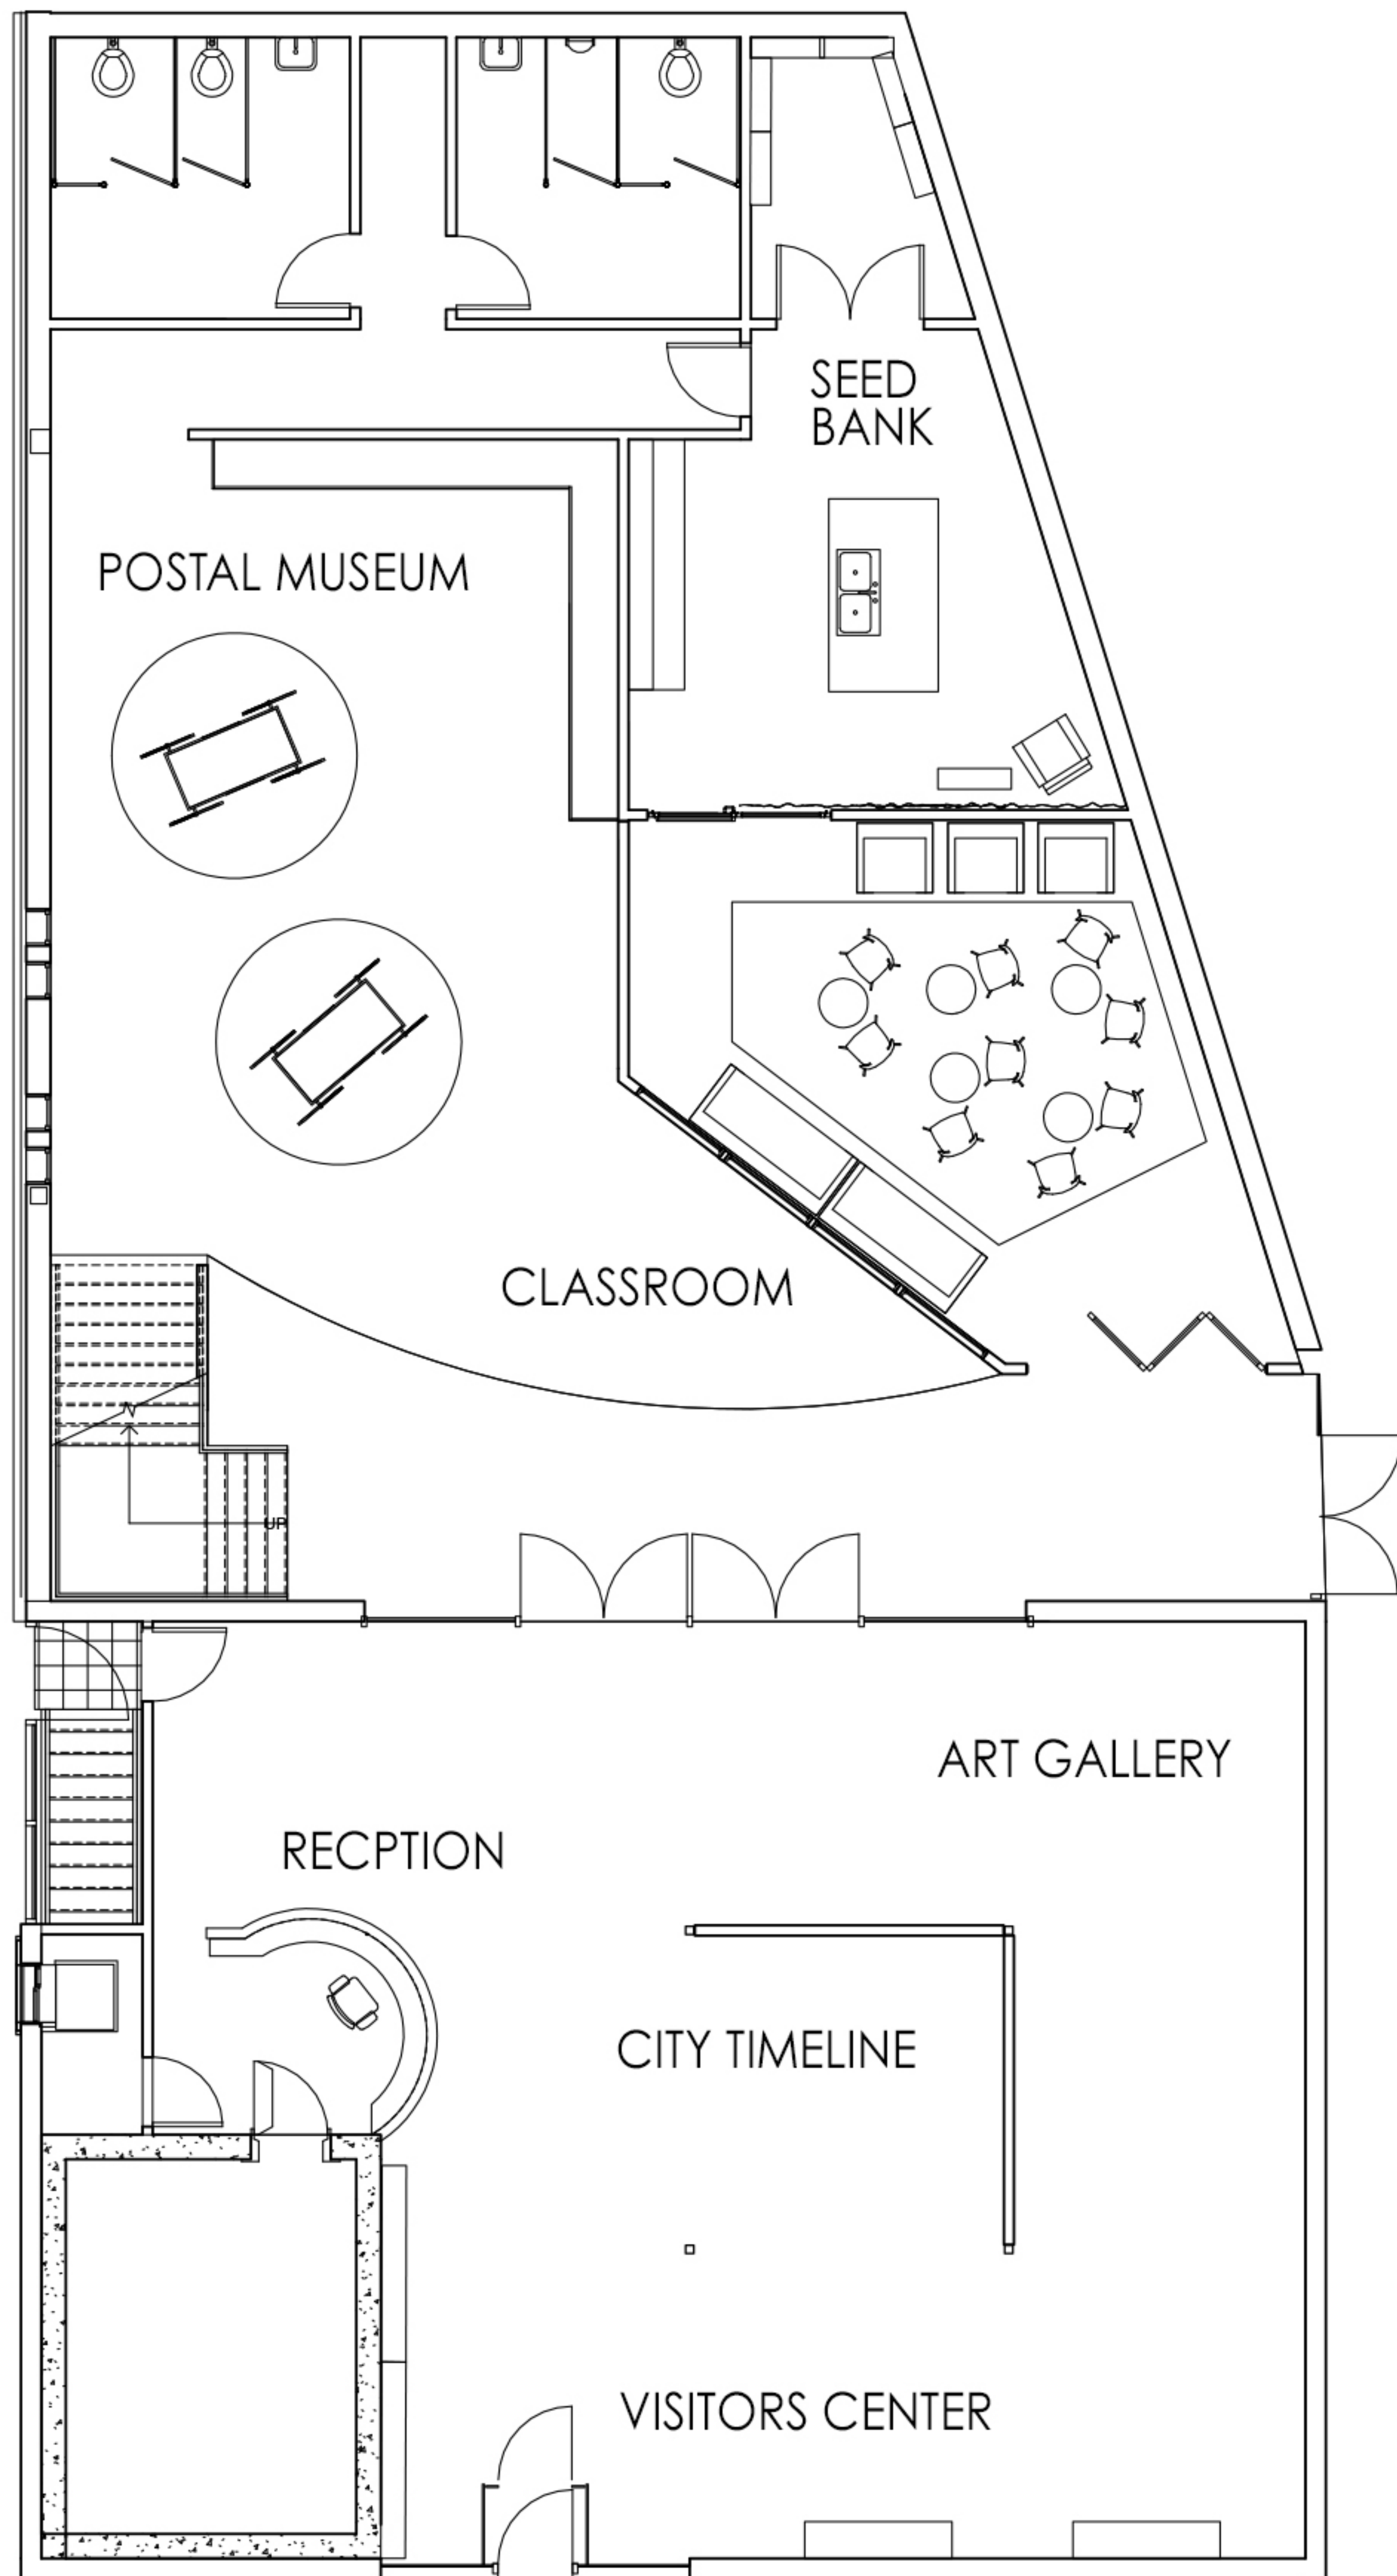 SEED
BANK
POSTAL MUSEUM
CLASSROOM
UP
ART GALLERY
RECPTION
CITY TIMELINE
VISITORS CENTER